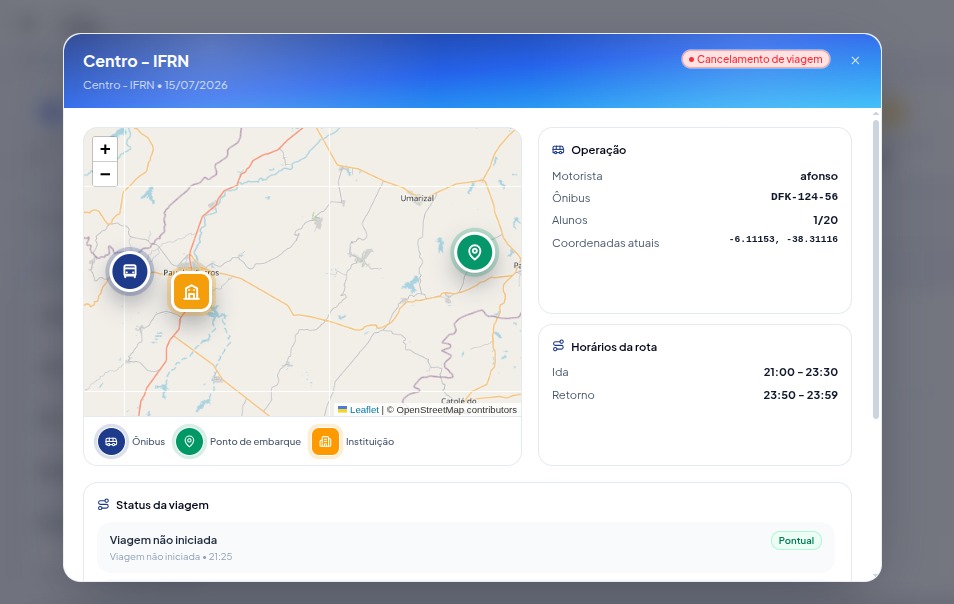 Centro – IFRN
Cancelamento de viagem
Centro - IFRN • 15/07/2026
+
−
Umarizal
Catolé do
Leaflet | © OpenStreetMap contributors
Ônibus
Ponto de embarque
Instituição
Operação
Motorista afonso
Ônibus DFK-124-56
Alunos 1/20
Coordenadas atuais -6.11153, -38.31116
Horários da rota
Ida 21:00 – 23:30
Retorno 23:50 – 23:59
Status da viagem
Viagem não iniciada
Pontual
Viagem não iniciada • 21:25